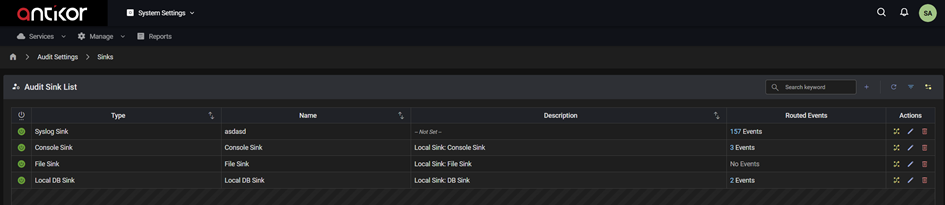 antikor
System Settings
SA
Services
Manage
Reports
Audit Settings
Sinks
Audit Sink List
Search keyword
Type Name Description Routed Events Actions
Syslog Sink asdasd -- Not Set -- 157 Events
Console Sink Console Sink Local Sink: Console Sink 3 Events
File Sink File Sink Local Sink: File Sink No Events
Local DB Sink Local DB Sink Local Sink: DB Sink 2 Events